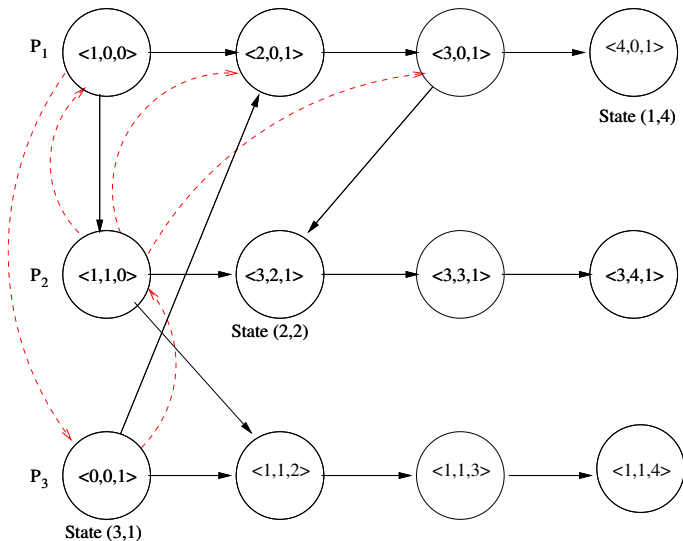 P1 <1,0,0> <2,0,1> <3,0,1> <4,0,1>
State (1,4)
P2 <1,1,0> <3,2,1> <3,3,1> <3,4,1>
State (2,2)
P3 <0,0,1> <1,1,2> <1,1,3> <1,1,4>
State (3,1)